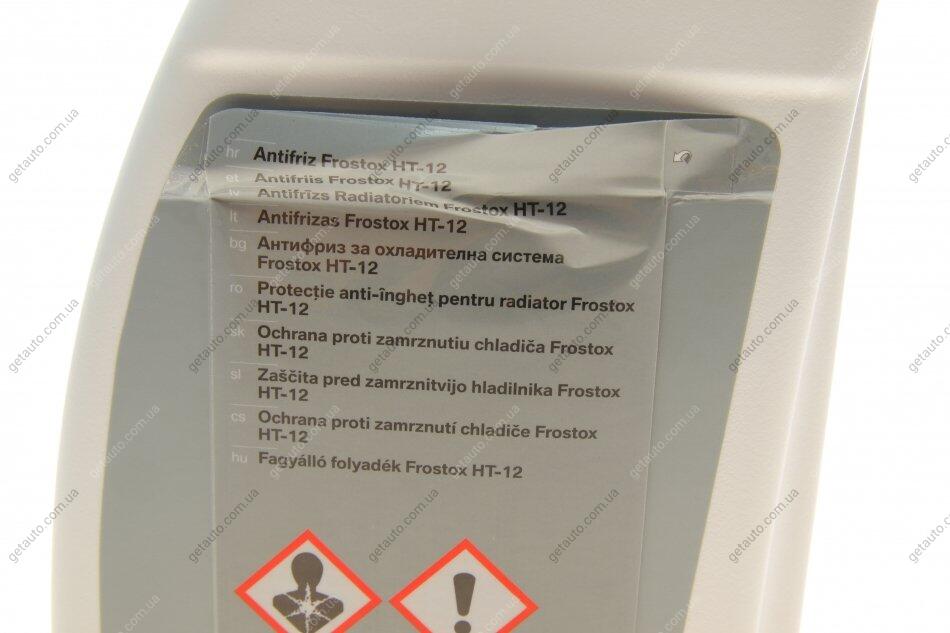 hr Antifriz Frostox HT-12
et Antifriis Frostox HT-12
lv Antifrīzs Radiatoriem Frostox HT-12
lt Antifrizas Frostox HT-12
bg Антифриз за охладителна система
Frostox HT-12
ro Protecție anti-îngheț pentru radiator Frostox
HT-12
sk Ochrana proti zamrznutiu chladiča Frostox
HT-12
sl Zaščita pred zamrznitvijo hladilnika Frostox
HT-12
cs Ochrana proti zamrznutí chladiče Frostox
HT-12
hu Fagyálló folyadék Frostox HT-12
getauto.com.ua